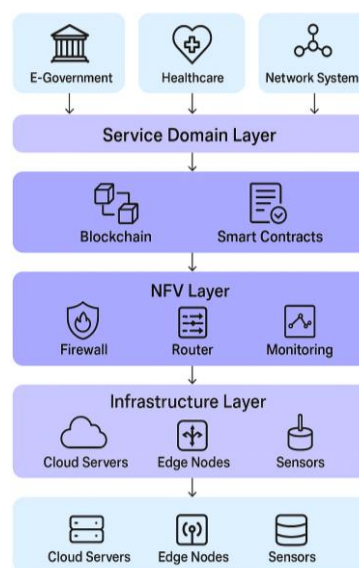 E-Government Healthcare Network System
Service Domain Layer
Blockchain Smart Contracts
NFV Layer
Firewall Router Monitoring
Infrastructure Layer
Cloud Servers Edge Nodes Sensors
Cloud Servers Edge Nodes Sensors